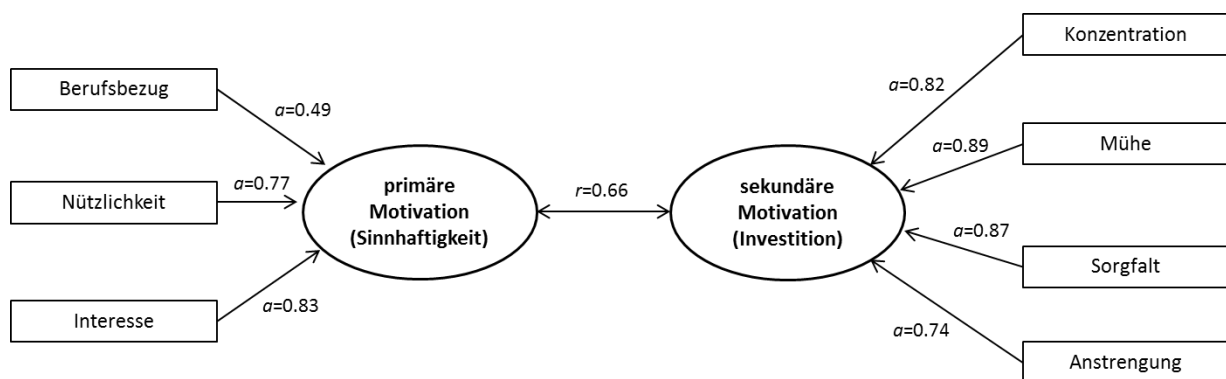 Berufsbezug
a=0.49
Nützlichkeit
a=0.77
Interesse
a=0.83
primäre
Motivation
(Sinnhaftigkeit)
r=0.66
sekundäre
Motivation
(Investition)
Konzentration
a=0.82
Mühe
a=0.89
Sorgfalt
a=0.87
Anstrengung
a=0.74